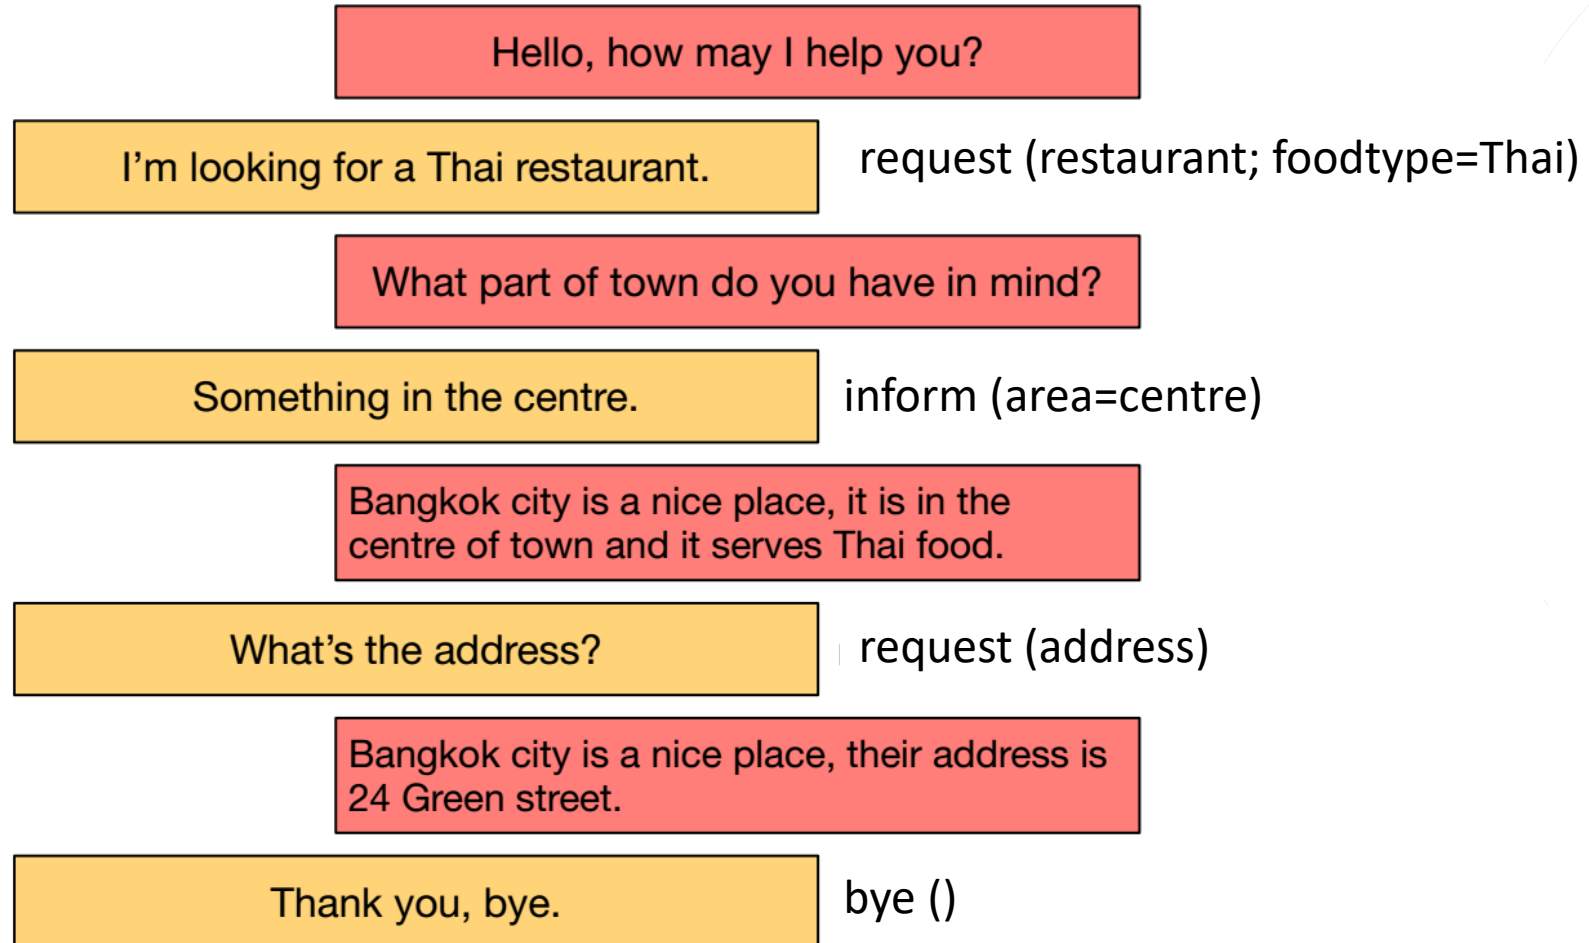 Hello, how may I help you?
I'm looking for a Thai restaurant.
request (restaurant; foodtype=Thai)
What part of town do you have in mind?
Something in the centre.
inform (area=centre)
Bangkok city is a nice place, it is in the
centre of town and it serves Thai food.
What's the address?
request (address)
Bangkok city is a nice place, their address is
24 Green street.
Thank you, bye.
bye ()